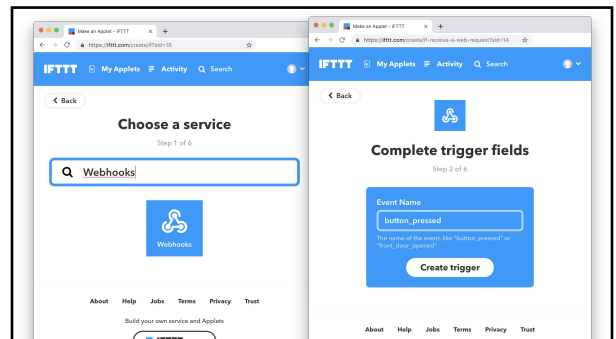 Make an Applet - IFTTT
https://ifttt.com/create/if?sid=18
IFTTT My Applets Activity Search
Back
Choose a service
Step 1 of 6
Webhooks
Webhooks
About Help Jobs Terms Privacy Trust
Build your own service and Applets
IFTTT
Make an Applet - IFTTT
https://ifttt.com/create/if-receive-a-web-request?sid=14
IFTTT My Applets Activity Search
Back
Complete trigger fields
Step 2 of 6
Event Name
button_pressed
The name of the event, like "button_pressed" or
"front_door_opened"
Create trigger
About Help Jobs Terms Privacy Trust